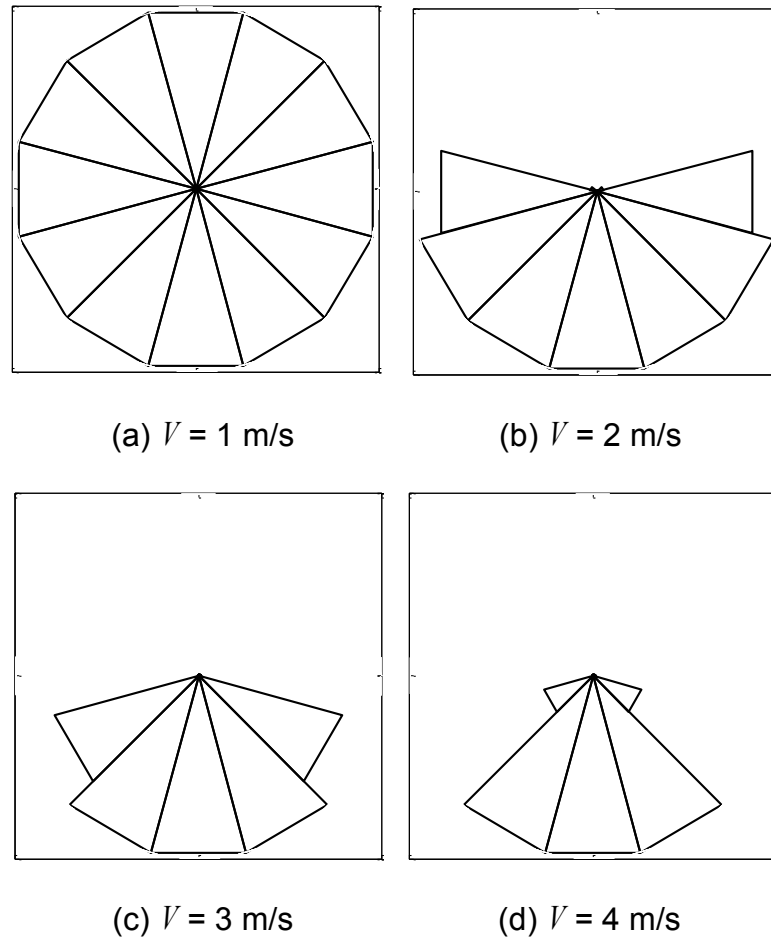 (a) V = 1 m/s
(b) V = 2 m/s
(c) V = 3 m/s
(d) V = 4 m/s